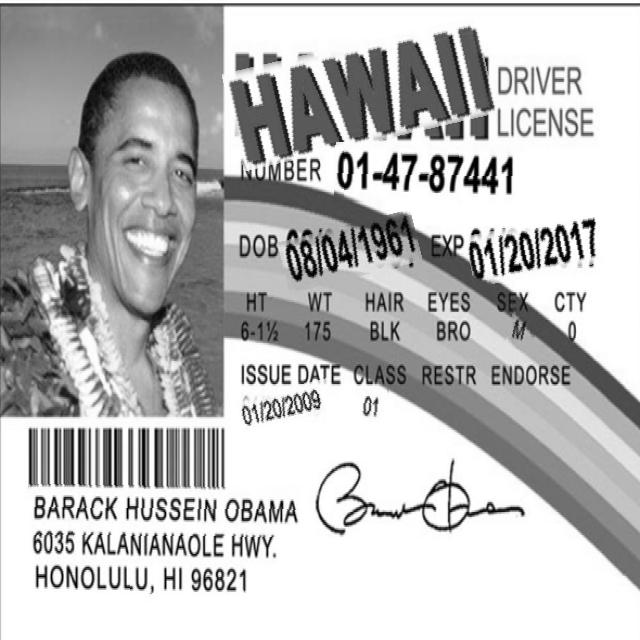 HAWAII DRIVER
LICENSE
NUMBER 01-47-87441
DOB 08/04/1961 EXP 01/20/2017
HT WT HAIR EYES SEX CTY
6-1½ 175 BLK BRO M 0
ISSUE DATE CLASS RESTR ENDORSE
01/20/2009 01
BARACK HUSSEIN OBAMA
6035 KALANIANAOLE HWY.
HONOLULU, HI 96821